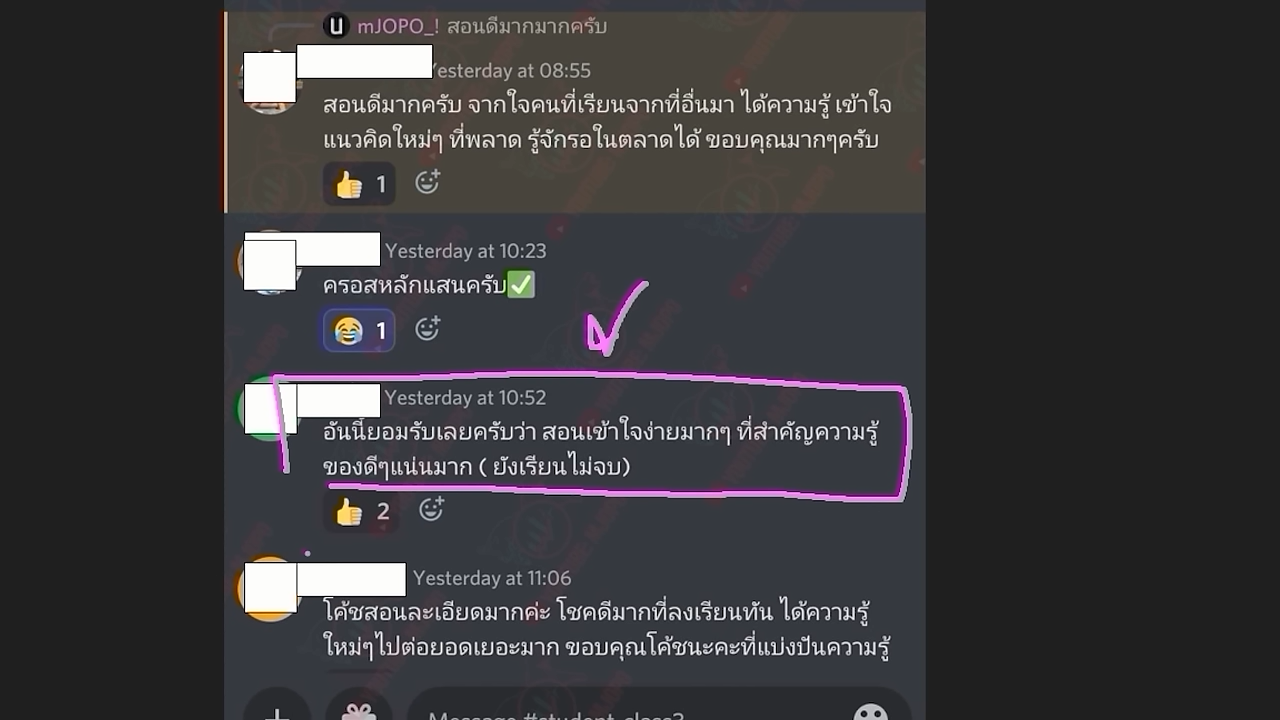 U mJOPO_! สอนดีมากมากครับ
Yesterday at 08:55
สอนดีมากครับ จากใจคนที่เรียนจากที่อื่นมา ได้ความรู้ เข้าใจ
แนวคิดใหม่ๆ ที่พลาด รู้จักรอในตลาดได้ ขอบคุณมากๆครับ
1
Yesterday at 10:23
ครอสหลักแสนครับ✅
1
Yesterday at 10:52
อันนี้ยอมรับเลยครับว่า สอนเข้าใจง่ายมากๆ ที่สำคัญความรู้
ของดีๆแน่นมาก ( ยังเรียนไม่จบ)
2
Yesterday at 11:06
โค้ชสอนละเอียดมากค่ะ โชคดีมากที่ลงเรียนทัน ได้ความรู้
ใหม่ๆไปต่อยอดเยอะมาก ขอบคุณโค้ชนะคะที่แบ่งปันความรู้
Message #student-class3